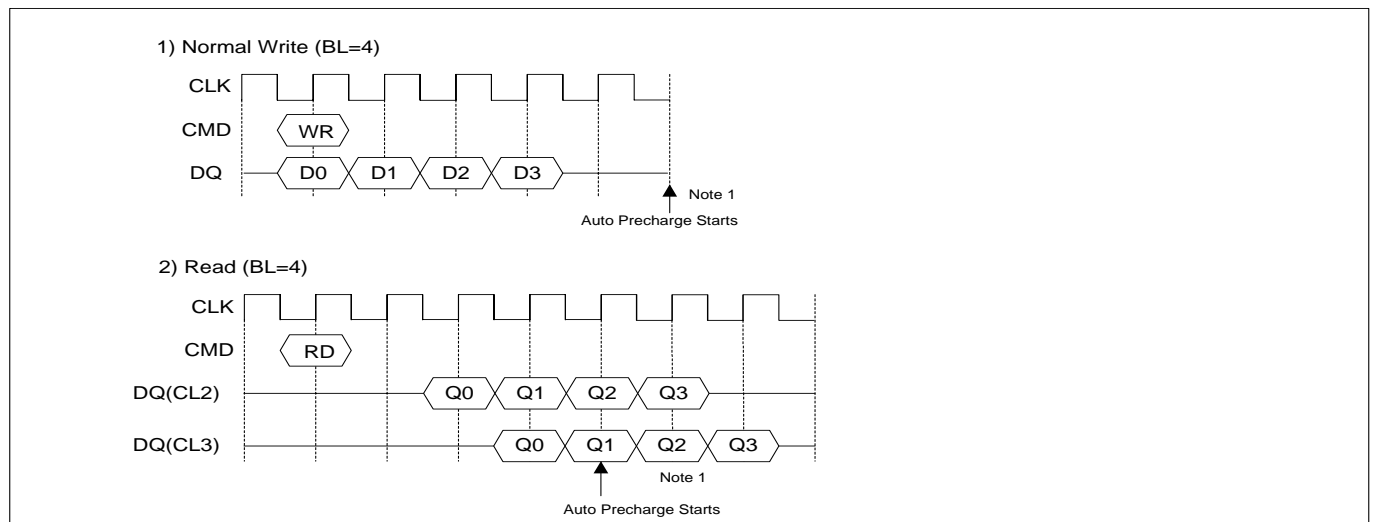 1) Normal Write (BL=4)
CLK
CMD WR
DQ D0 D1 D2 D3
Note 1
Auto Precharge Starts
2) Read (BL=4)
CLK
CMD RD
DQ(CL2) Q0 Q1 Q2 Q3
DQ(CL3) Q0 Q1 Q2 Q3
Note 1
Auto Precharge Starts